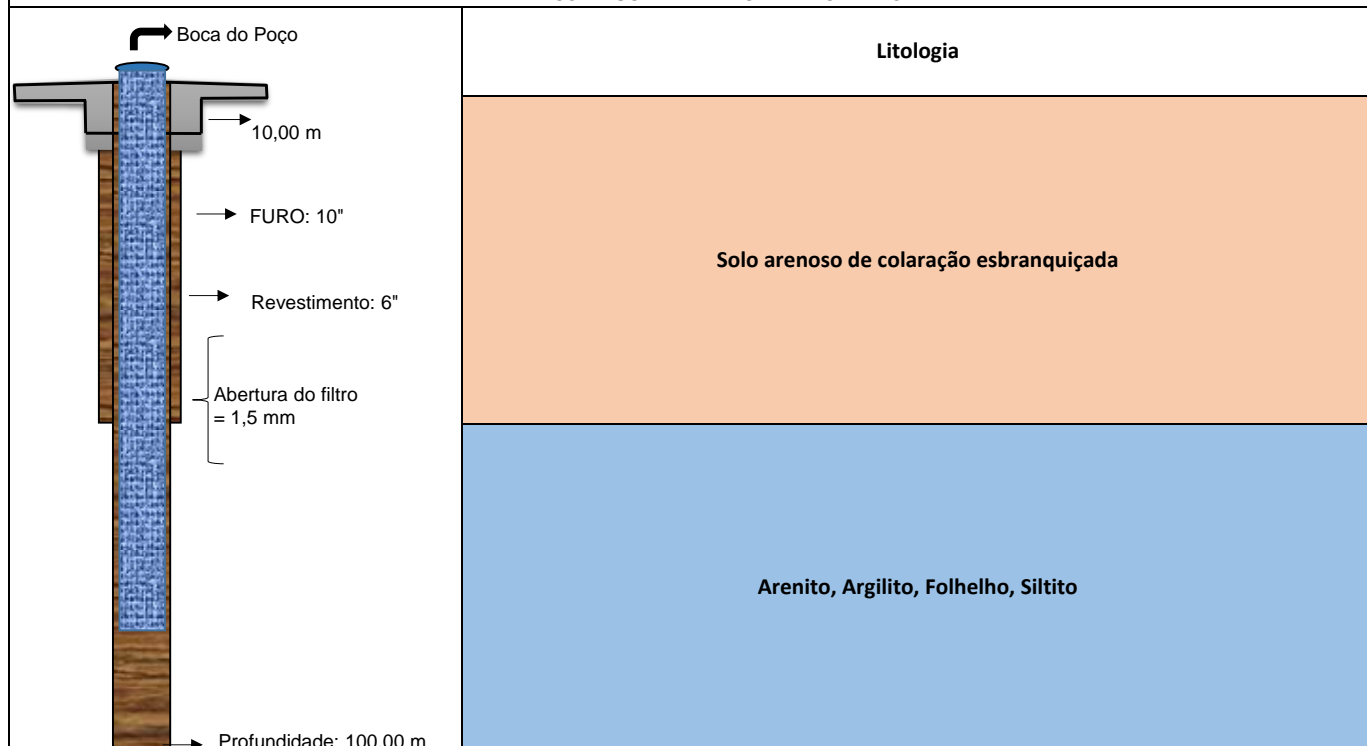 Boca do Poço
Litologia
10,00 m
Solo arenoso de colaração esbranquiçada
FURO: 10"
Revestimento: 6"
Abertura do filtro
= 1,5 mm
Arenito, Argilito, Folhelho, Siltito
Profundidade: 100,00 m